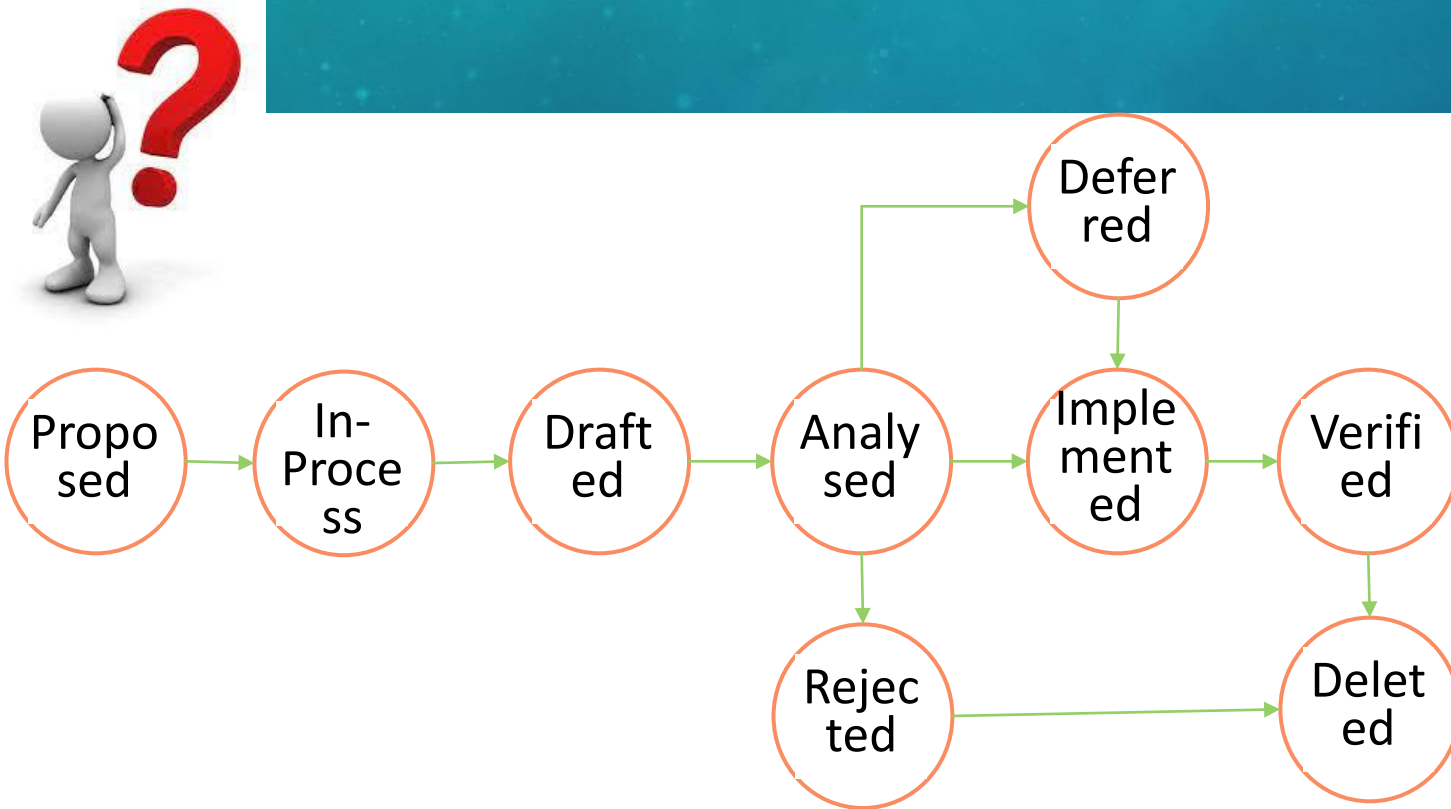 Defer
red
Propo
sed
In-
Proce
ss
Draft
ed
Analy
sed
Imple
ment
ed
Verifi
ed
Rejec
ted
Delet
ed